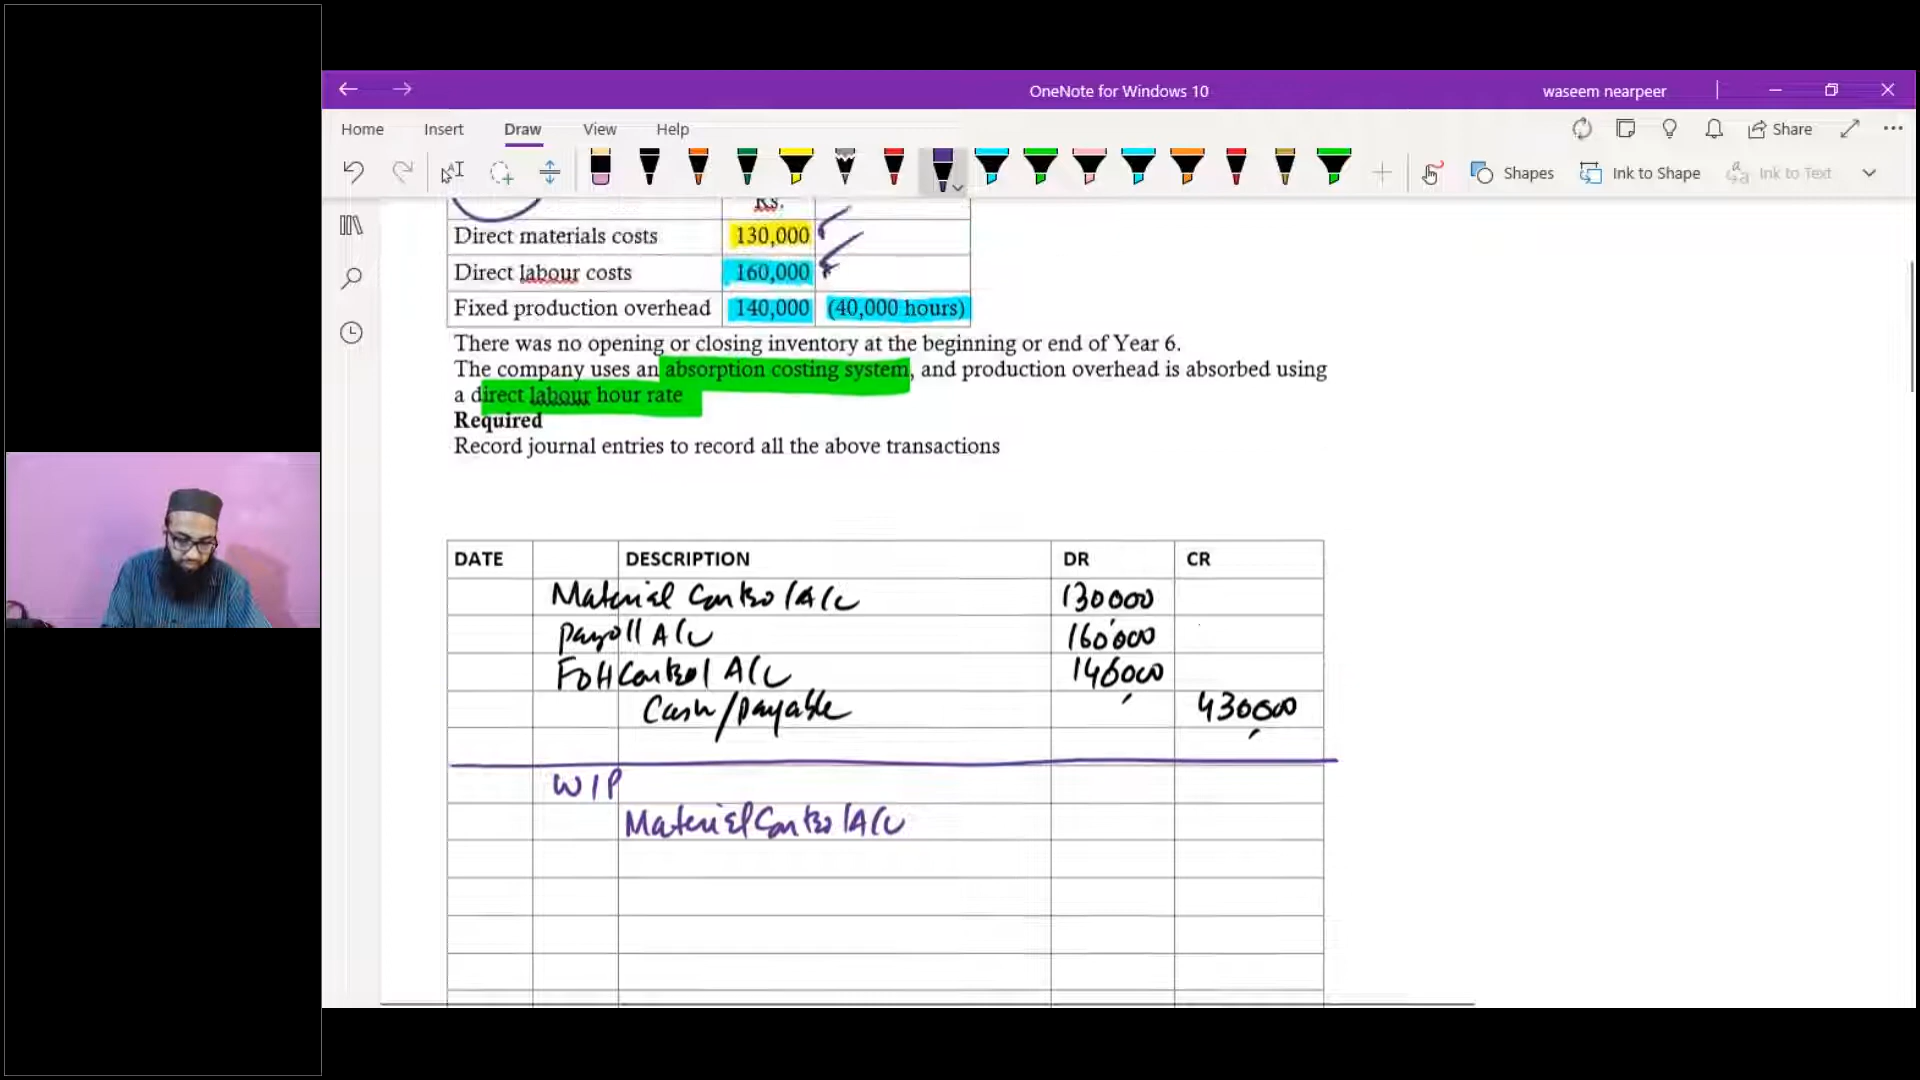 OneNote for Windows 10
waseem nearpeer
Home Insert Draw View Help
Share
Shapes Ink to Shape Ink to Text
Rs.
Direct materials costs 130,000
Direct labour costs 160,000
Fixed production overhead 140,000 (40,000 hours)
There was no opening or closing inventory at the beginning or end of Year 6.
The company uses an absorption costing system, and production overhead is absorbed using
a direct labour hour rate
Required
Record journal entries to record all the above transactions
DATE DESCRIPTION DR CR
Material Control A/C 130000
payroll A/C 160000
FOH Control A/C 140000
Cash/payable 430000
WIP
Material Control A/C